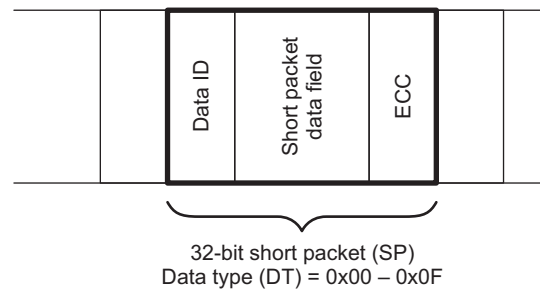 Data ID
Short packet
data field
ECC
32-bit short packet (SP)
Data type (DT) = 0x00 – 0x0F